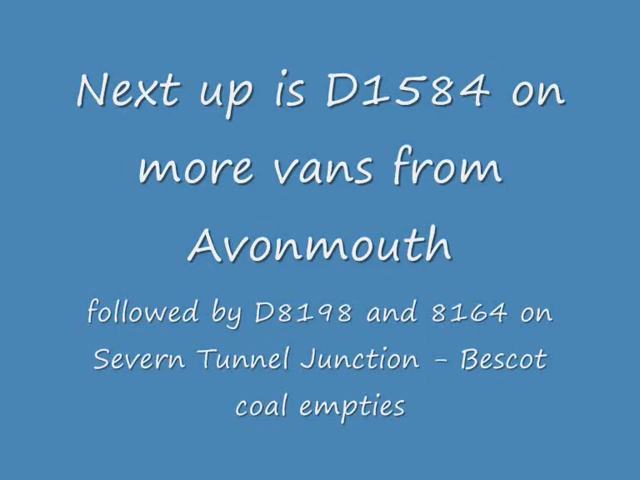 Next up is D1584 on
more vans from
Avonmouth
followed by D8198 and 8164 on
Severn Tunnel Junction - Bescot
coal empties